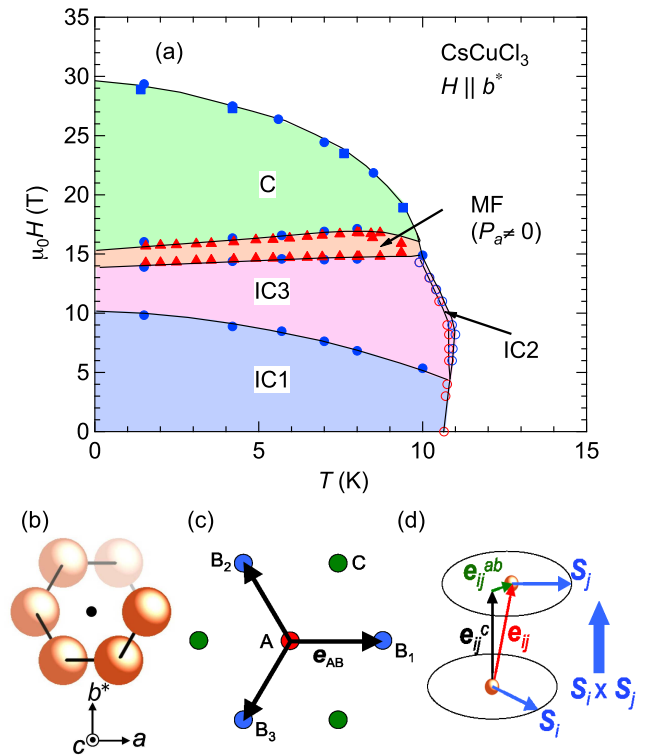 (a)
CsCuCl3
H || b*
35
30
25
20
15
10
5
0
μ0H (T)
C
MF
(Pa≠ 0)
IC3
IC2
IC1
0
5
10
15
T (K)
(b)
b*
c
a
(c)
B2
C
A
eAB
B1
B3
(d)
eijab
Sj
eijc
eij
Si
Si x Sj